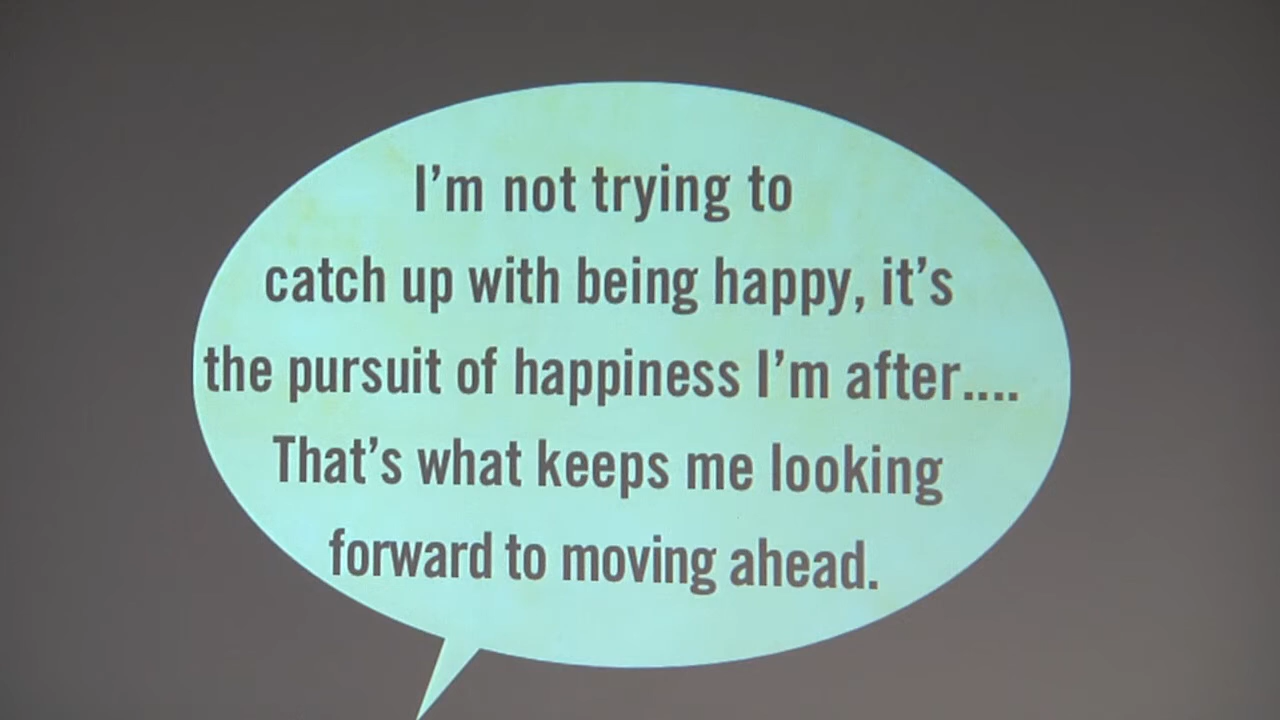 I’m not trying to
catch up with being happy, it’s
the pursuit of happiness I’m after....
That’s what keeps me looking
forward to moving ahead.